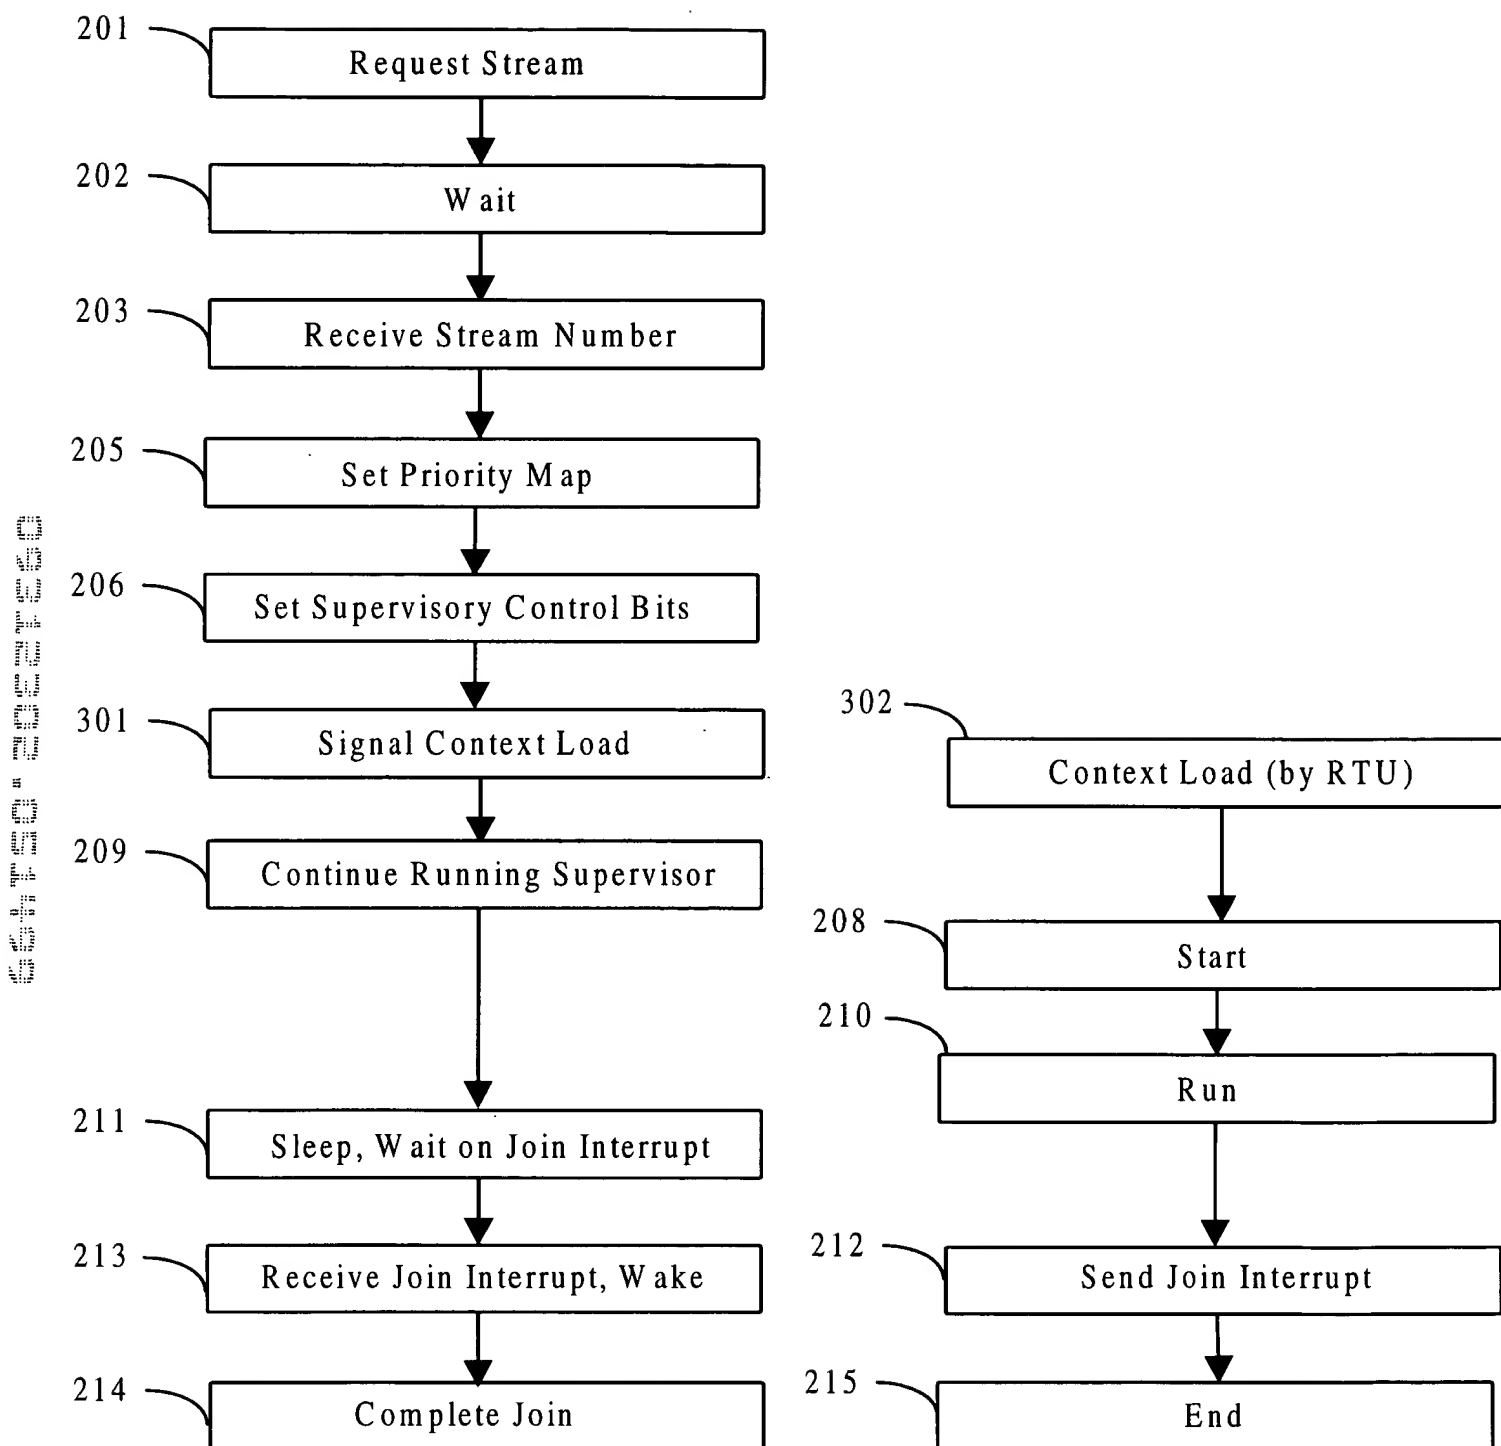 201
Request Stream
202
Wait
203
Receive Stream Number
205
Set Priority Map
206
Set Supervisory Control Bits
301
Signal Context Load
209
Continue Running Supervisor
211
Sleep, Wait on Join Interrupt
213
Receive Join Interrupt, Wake
214
Complete Join
302
Context Load (by RTU)
208
Start
210
Run
212
Send Join Interrupt
215
End